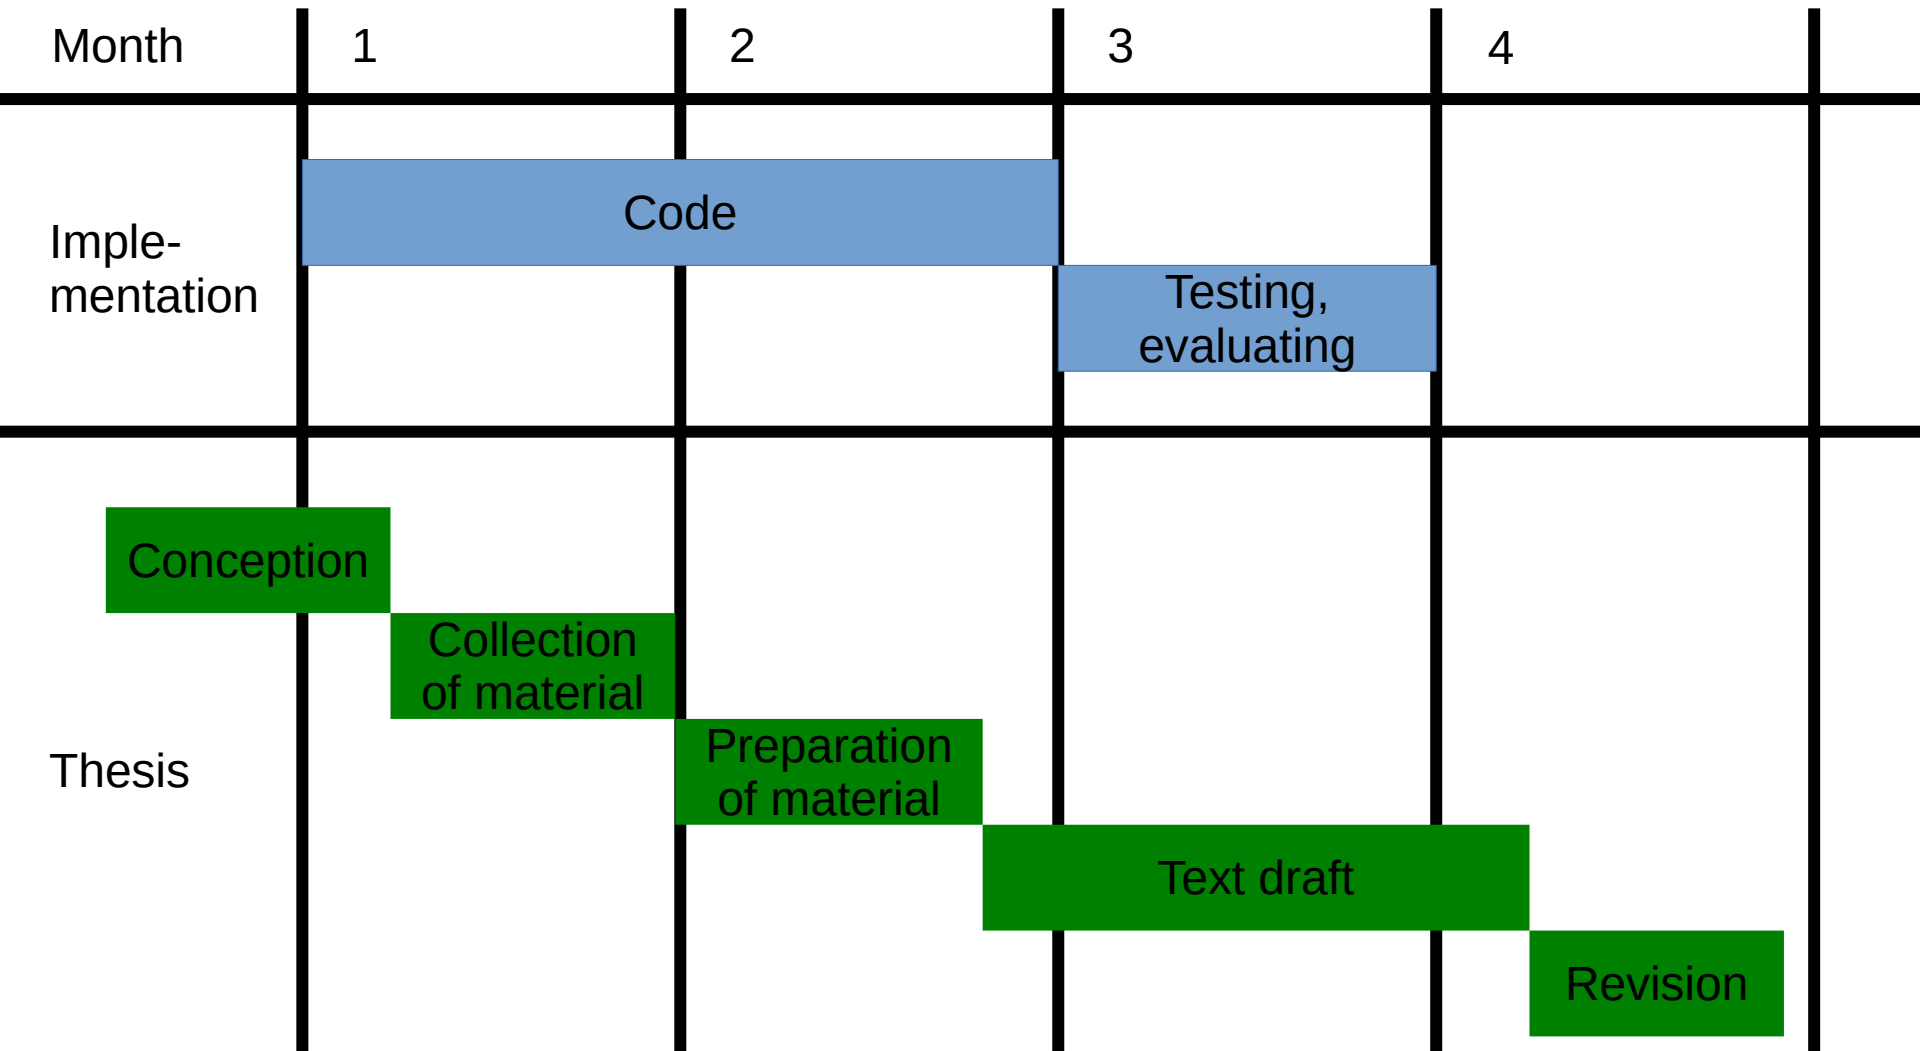 Month
1
2
3
4
Imple-
mentation
Code
Testing,
evaluating
Thesis
Conception
Collection
of material
Preparation
of material
Text draft
Revision